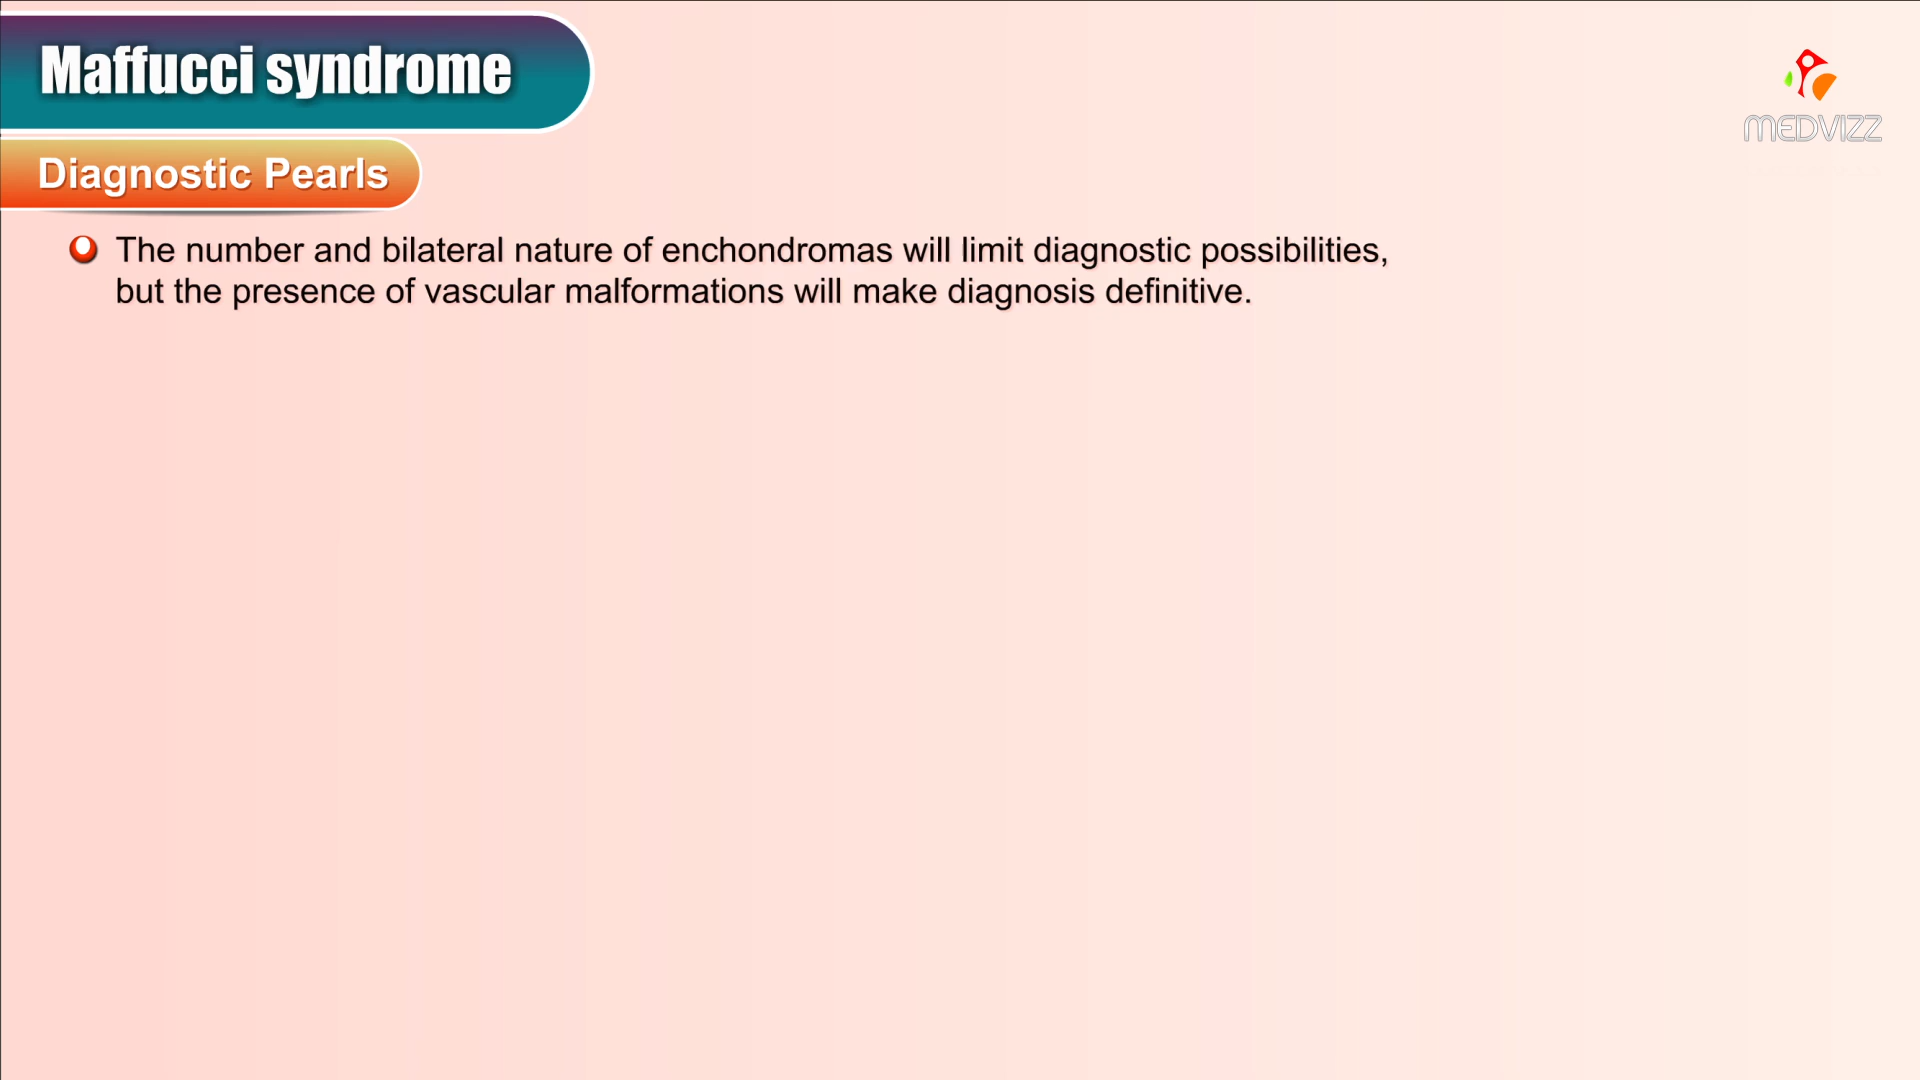 Maffucci syndrome
MEDVIZZ
Diagnostic Pearls
The number and bilateral nature of enchondromas will limit diagnostic possibilities,
but the presence of vascular malformations will make diagnosis definitive.